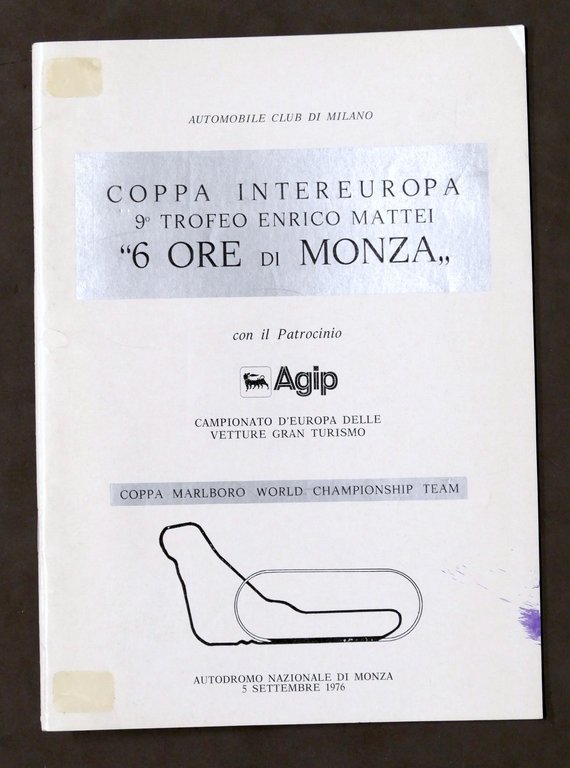 AUTOMOBILE CLUB DI MILANO
COPPA INTEREUROPA
9º TROFEO ENRICO MATTEI
“6 ORE DI MONZA„
con il Patrocinio
Agip
CAMPIONATO D'EUROPA DELLE
VETTURE GRAN TURISMO
COPPA MARLBORO WORLD CHAMPIONSHIP TEAM
AUTODROMO NAZIONALE DI MONZA
5 SETTEMBRE 1976